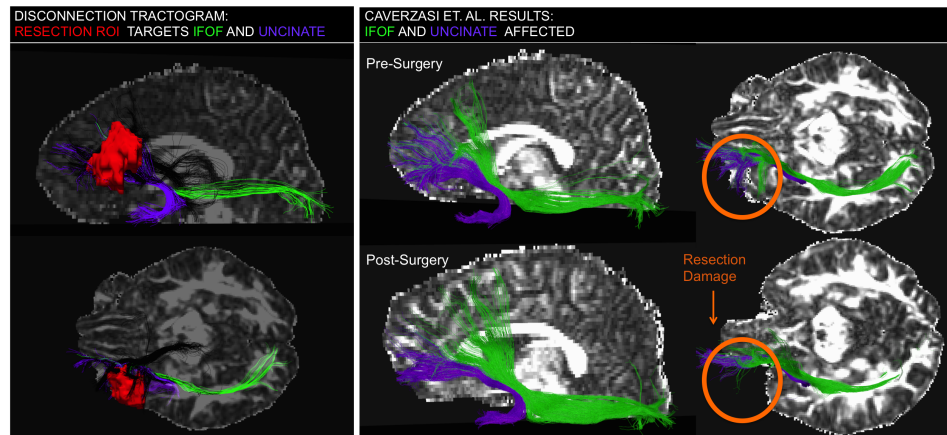 DISCONNECTION TRACTOGRAM:
RESECTION ROI TARGETS IFOF AND UNCINATE
CAVERZASI ET. AL. RESULTS:
IFOF AND UNCINATE AFFECTED
Pre-Surgery
Post-Surgery
Resection
Damage